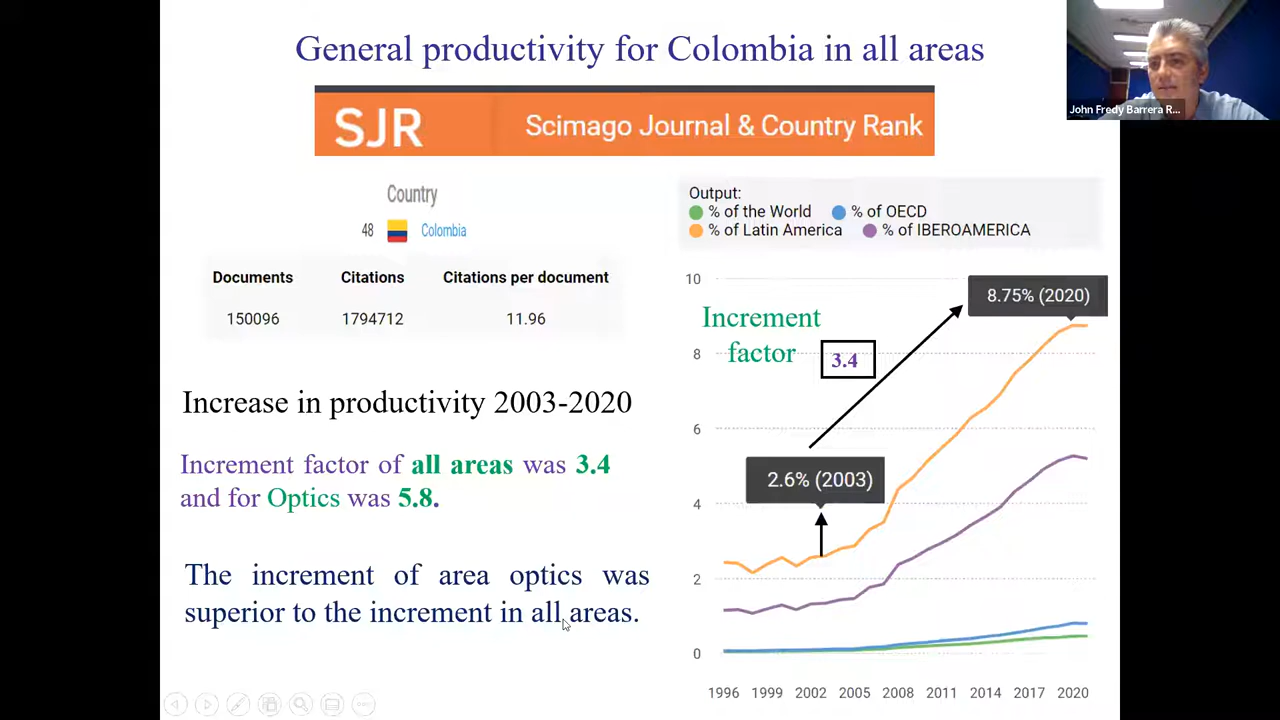 General productivity for Colombia in all areas
John Fredy Barrera R...
SJR Scimago Journal & Country Rank
Country
48 Colombia
Documents Citations Citations per document
150096 1794712 11.96
Increase in productivity 2003-2020
Increment factor of all areas was 3.4
and for Optics was 5.8.
The increment of area optics was
superior to the increment in all areas.
Output:
% of the World % of OECD
% of Latin America % of IBEROAMERICA
10
8.75% (2020)
Increment
factor
3.4
8
6
2.6% (2003)
4
2
0
1996 1999 2002 2005 2008 2011 2014 2017 2020